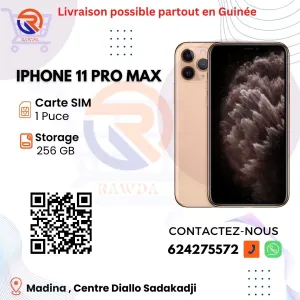 Livraison possible partout en Guinée
RAWDA
IPHONE 11 PRO MAX
Carte SIM
1 Puce
Storage
256 GB
RAWDA
CONTACTEZ-NOUS
624275572
Madina , Centre Diallo Sadakadji